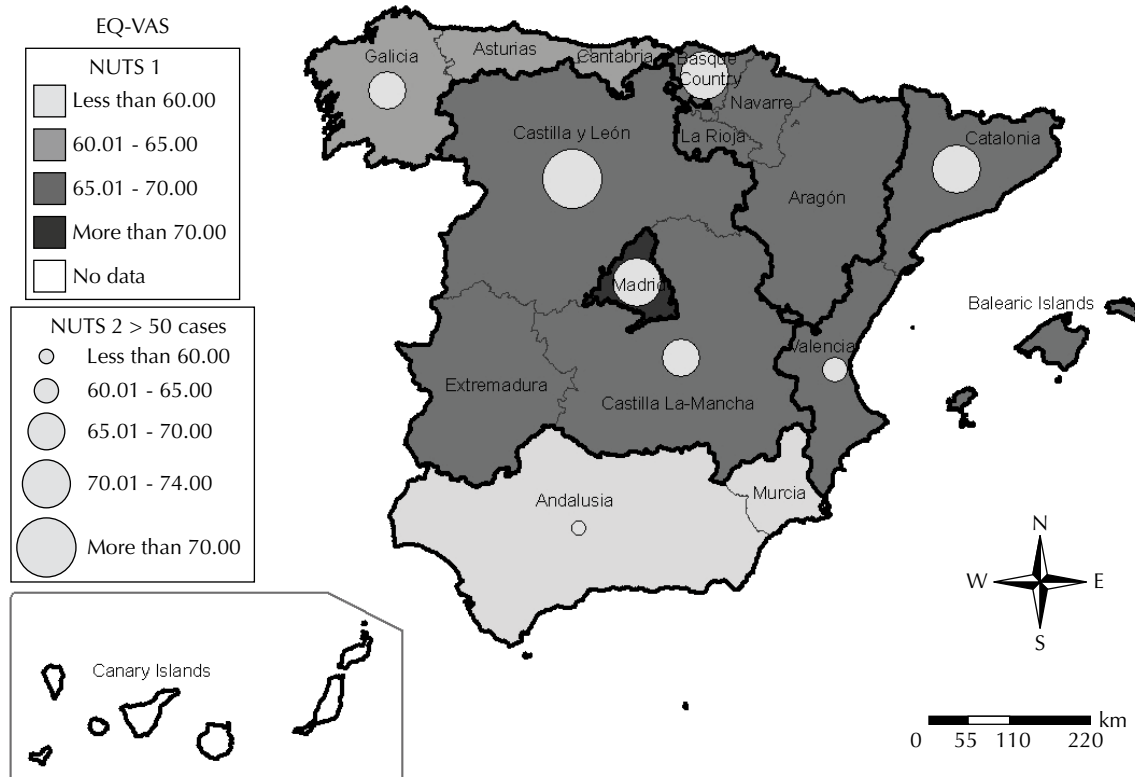 EQ-VAS
NUTS 1
Less than 60.00
60.01 - 65.00
65.01 - 70.00
More than 70.00
No data
NUTS 2 > 50 cases
Less than 60.00
60.01 - 65.00
65.01 - 70.00
70.01 - 74.00
More than 70.00
Galicia
Asturias
Cantabria
Basque
Country
Navarre
La Rioja
Castilla y León
Catalonia
Aragón
Madrid
Balearic Islands
Valencia
Extremadura
Castilla La-Mancha
Andalusia
Murcia
Canary Islands
N
W
E
S
km
0 55 110 220